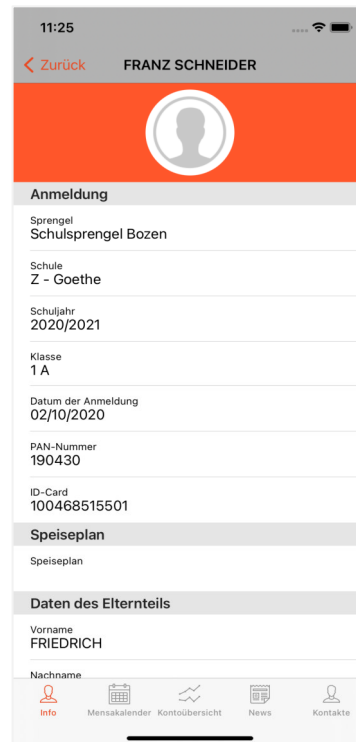 11:25
Zurück FRANZ SCHNEIDER
Anmeldung
Sprengel
Schulsprengel Bozen
Schule
Z - Goethe
Schuljahr
2020/2021
Klasse
1 A
Datum der Anmeldung
02/10/2020
PAN-Nummer
190430
ID-Card
100468515501
Speiseplan
Speiseplan
Daten des Elternteils
Vorname
FRIEDRICH
Nachname
Info Mensakalender Kontoübersicht News Kontakte